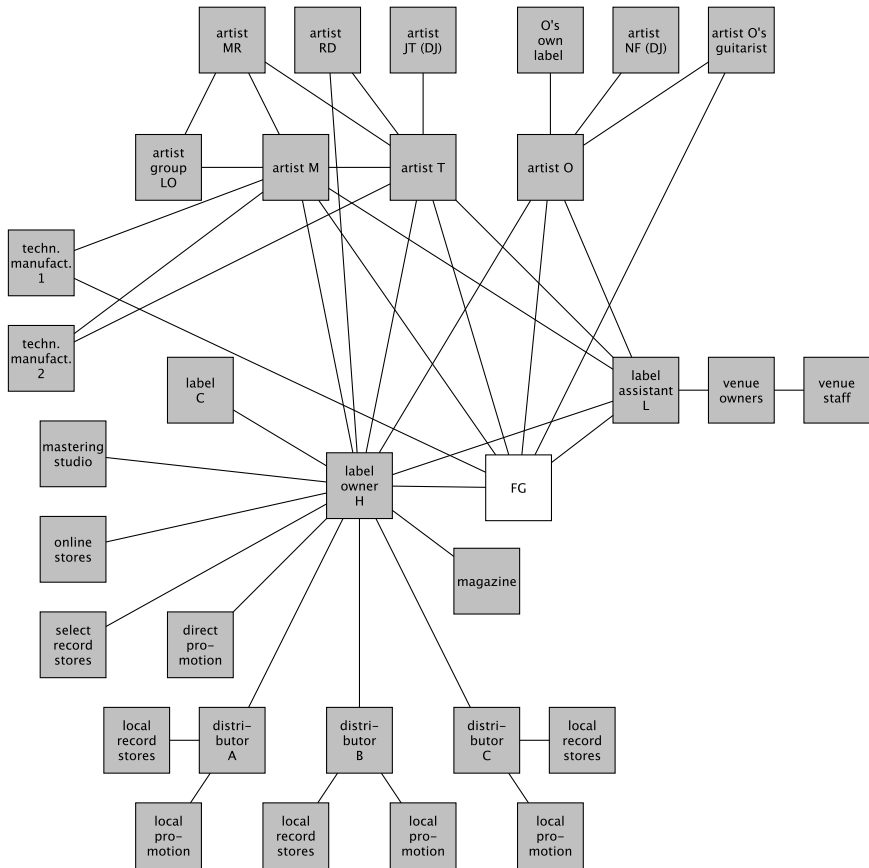 artist
MR
artist
RD
artist
JT (DJ)
O's
own
label
artist
NF (DJ)
artist O's
guitarist
artist
group
LO
artist M
artist T
artist O
techn.
manufact.
1
techn.
manufact.
2
label
C
label
assistant
L
venue
owners
venue
staff
mastering
studio
label
owner
H
FG
online
stores
magazine
select
record
stores
direct
pro-
motion
local
record
stores
distri-
butor
A
distri-
butor
B
distri-
butor
C
local
record
stores
local
pro-
motion
local
record
stores
local
pro-
motion
local
pro-
motion